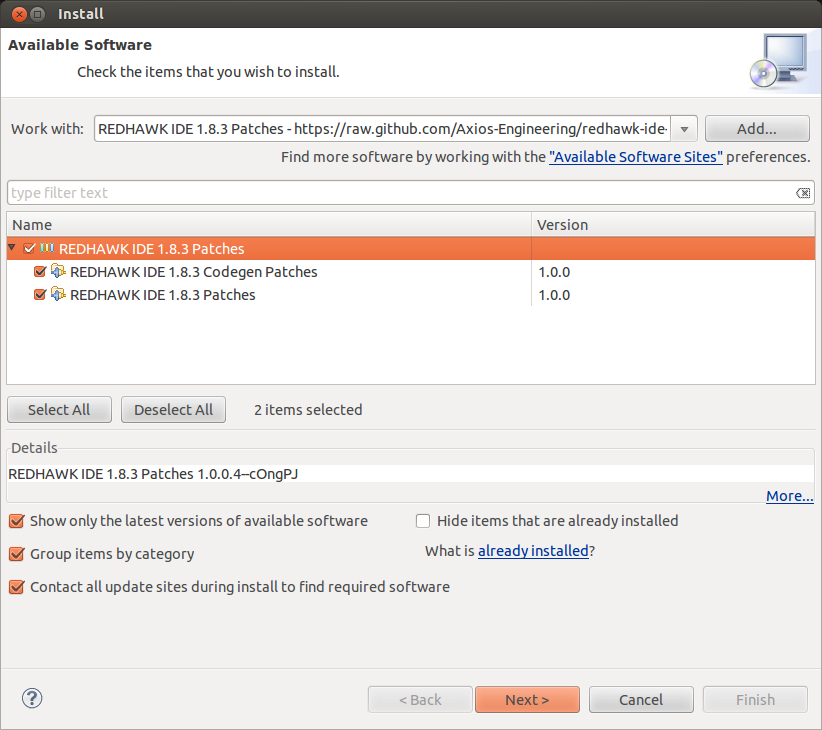 Install
Available Software
Check the items that you wish to install.
Work with: REDHAWK IDE 1.8.3 Patches - https://raw.github.com/Axios-Engineering/redhawk-ide- Add...
Find more software by working with the "Available Software Sites" preferences.
type filter text
Name Version
REDHAWK IDE 1.8.3 Patches
REDHAWK IDE 1.8.3 Codegen Patches 1.0.0
REDHAWK IDE 1.8.3 Patches 1.0.0
Select All Deselect All 2 items selected
Details
REDHAWK IDE 1.8.3 Patches 1.0.0.4--cOngPJ
More...
Show only the latest versions of available software Hide items that are already installed
Group items by category What is already installed?
Contact all update sites during install to find required software
? < Back Next > Cancel Finish